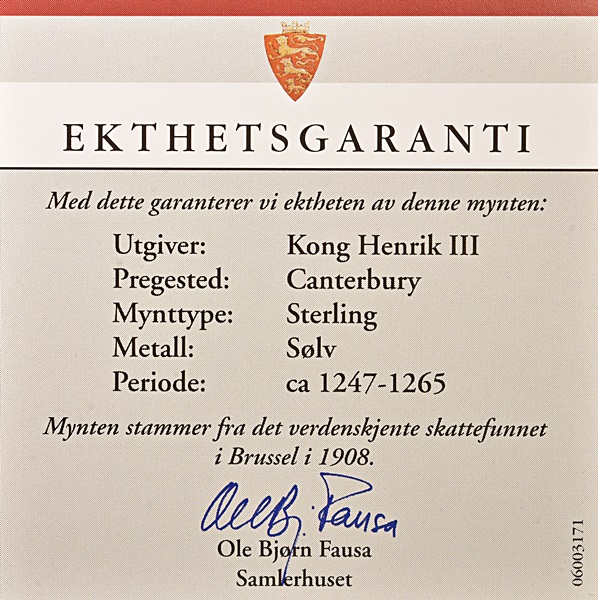 EKTHETSGARANTI
Med dette garanterer vi ektheten av denne mynten:
Utgiver: Kong Henrik III
Pregested: Canterbury
Mynttype: Sterling
Metall: Sølv
Periode: ca 1247-1265
Mynten stammer fra det verdenskjente skattefunnet
i Brussel i 1908.
Ole Bj. Fausa
Ole Bjørn Fausa
Samlerhuset
06003171